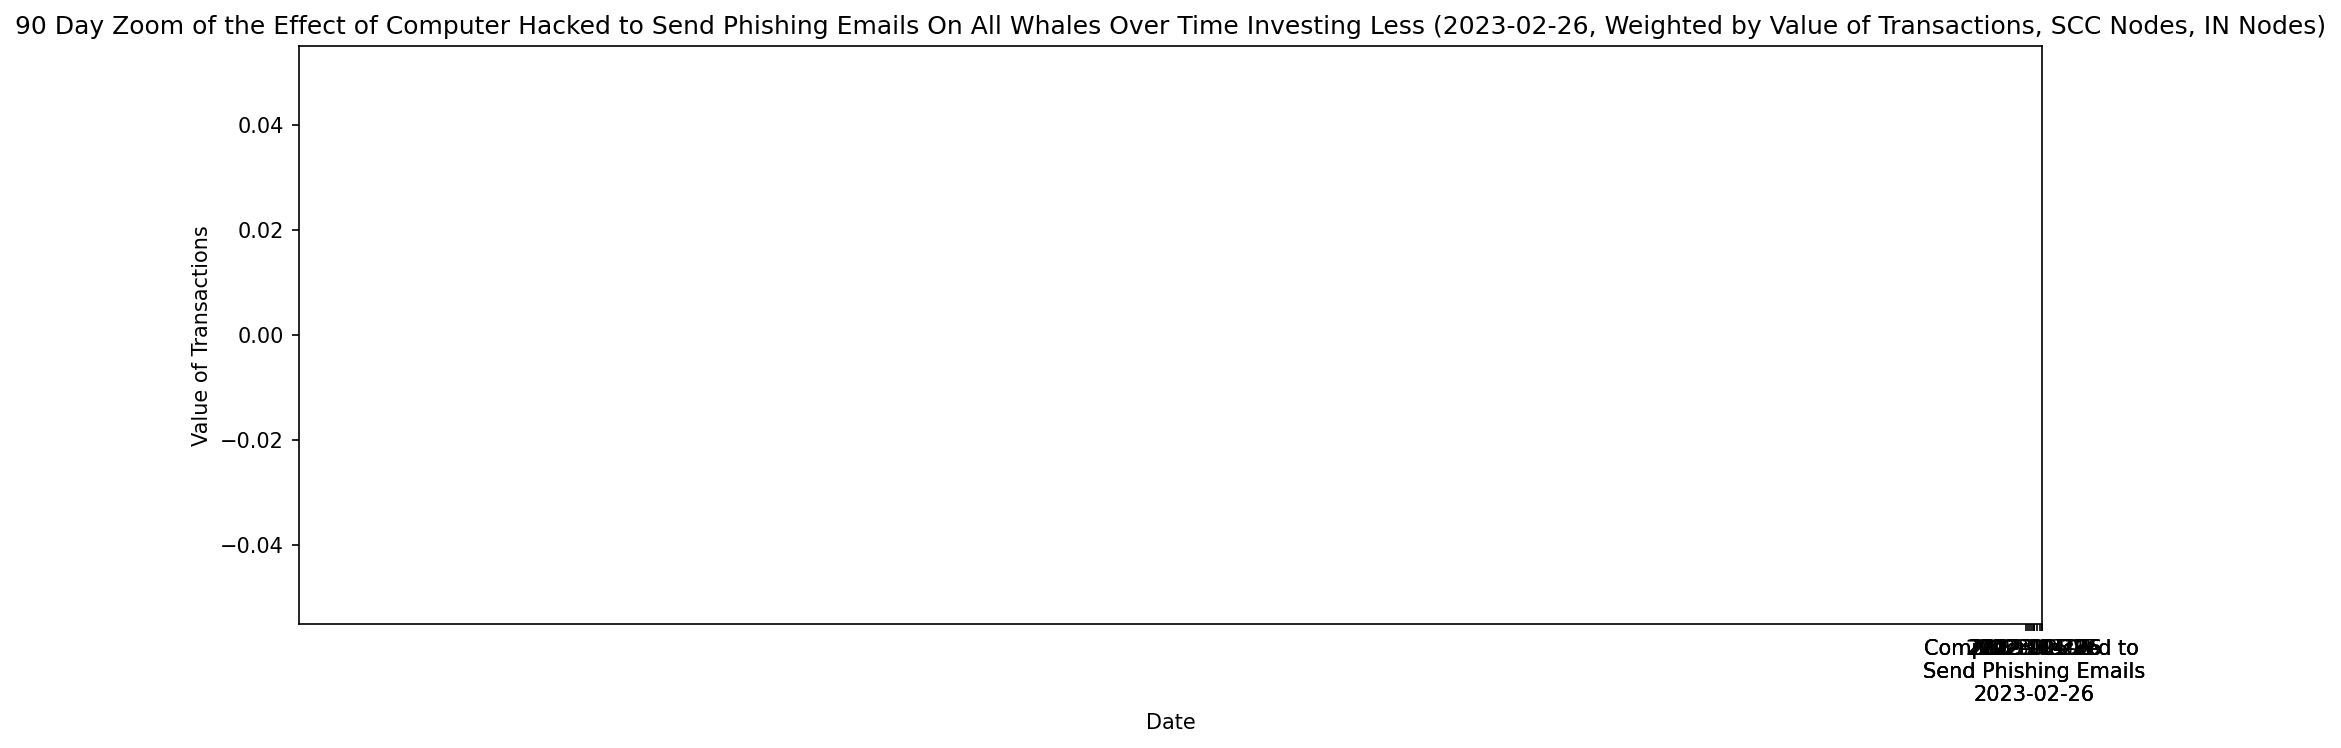 90 Day Zoom of the Effect of Computer Hacked to Send Phishing Emails On All Whales Over Time Investing Less (2023-02-26, Weighted by Value of Transactions, SCC Nodes, IN Nodes)
0.04
0.02
0.00
−0.02
−0.04
Value of Transactions
to
Send Phishing Emails
2023-02-26
Date